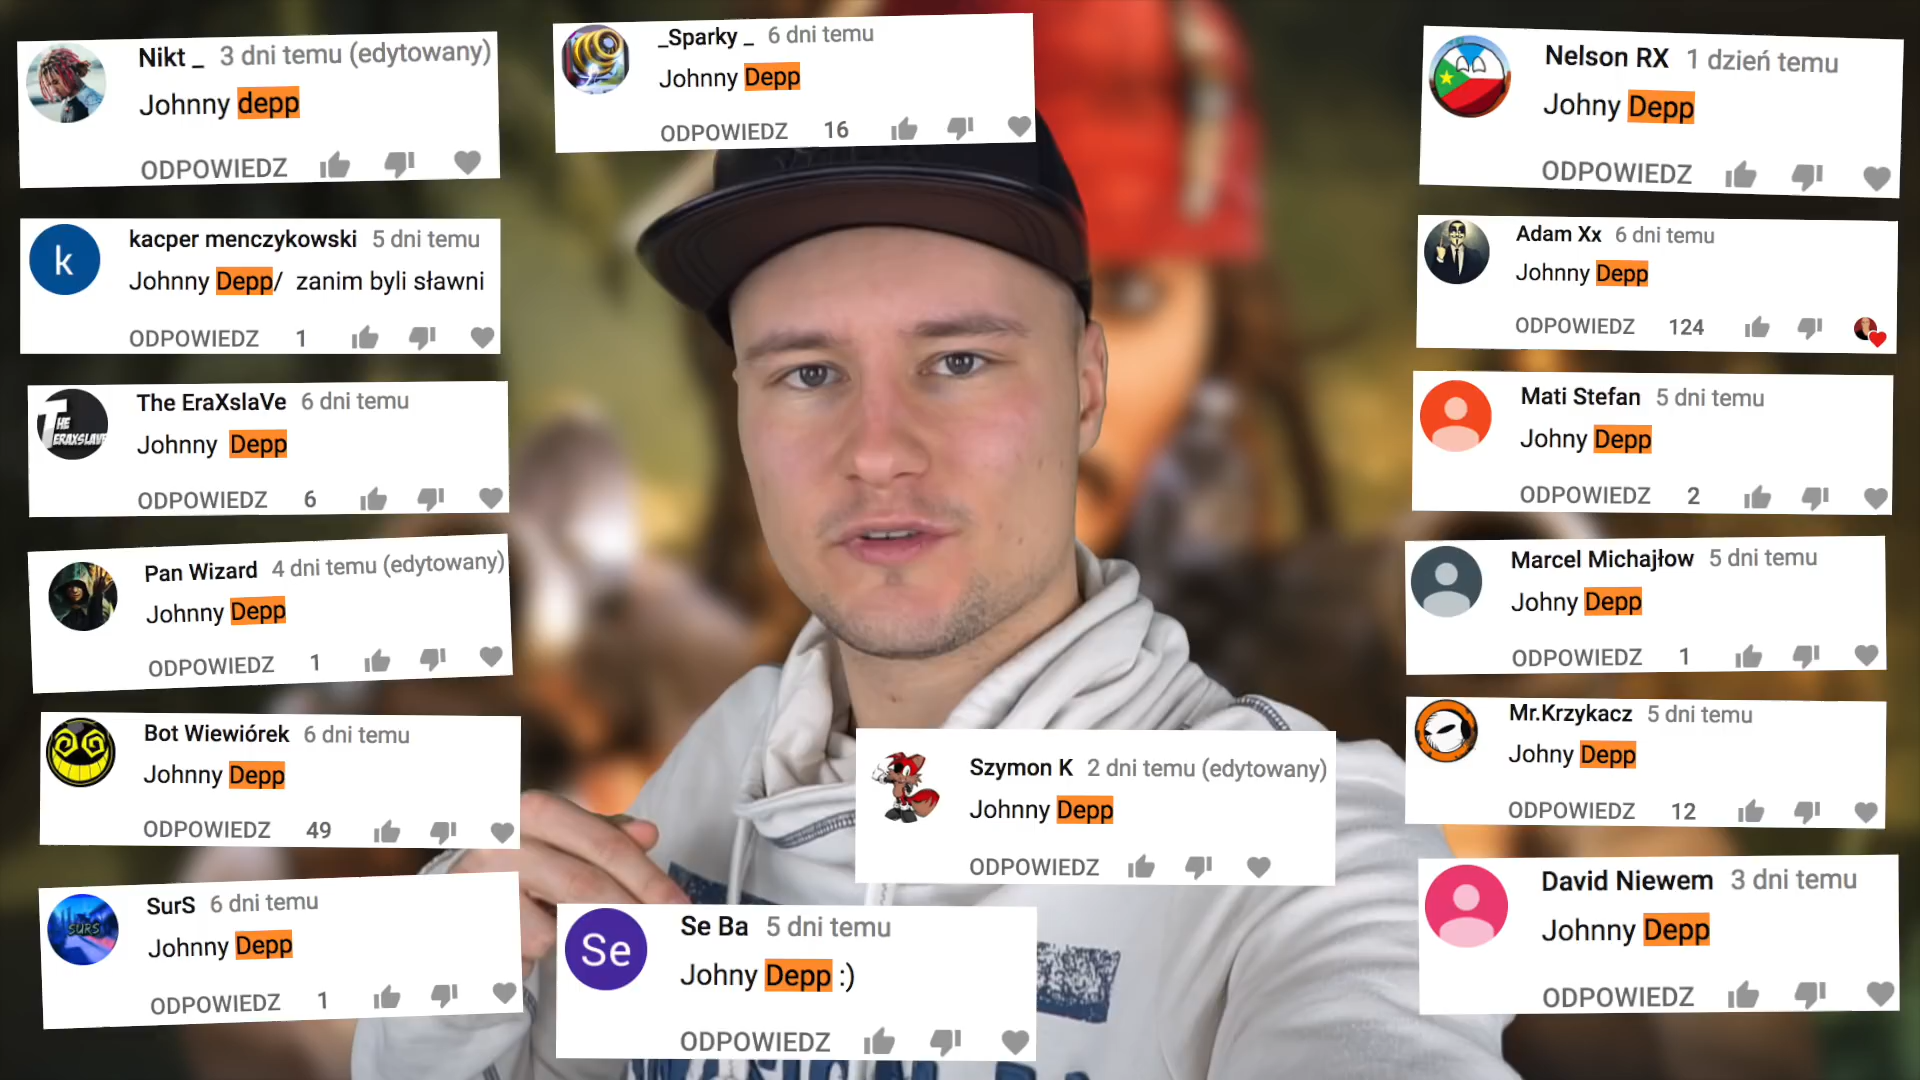 Nikt _ 3 dni temu (edytowany)
Johnny depp
ODPOWIEDZ
_Sparky _ 6 dni temu
Johnny Depp
ODPOWIEDZ 16
Nelson RX 1 dzień temu
Johny Depp
ODPOWIEDZ
kacper menczykowski 5 dni temu
k
Johnny Depp/ zanim byli sławni
ODPOWIEDZ 1
Adam Xx 6 dni temu
Johnny Depp
ODPOWIEDZ 124
The EraXslaVe 6 dni temu
THE
ERAXSLAVE
Johnny Depp
ODPOWIEDZ 6
Mati Stefan 5 dni temu
Johny Depp
ODPOWIEDZ 2
Pan Wizard 4 dni temu (edytowany)
Johnny Depp
ODPOWIEDZ 1
Marcel Michajłow 5 dni temu
Johny Depp
ODPOWIEDZ 1
Bot Wiewiórek 6 dni temu
Johnny Depp
ODPOWIEDZ 49
Szymon K 2 dni temu (edytowany)
Johnny Depp
ODPOWIEDZ
Mr.Krzykacz 5 dni temu
Johny Depp
ODPOWIEDZ 12
SurS 6 dni temu
SURS
Johnny Depp
ODPOWIEDZ 1
Se Ba 5 dni temu
Se
Johny Depp :)
ODPOWIEDZ
David Niewem 3 dni temu
Johnny Depp
ODPOWIEDZ